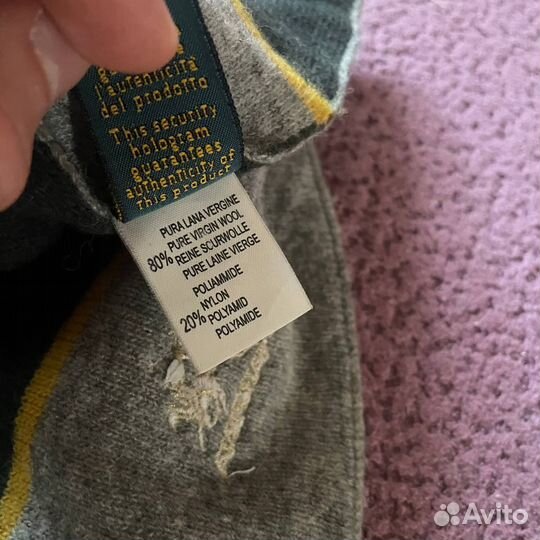 l'autenticità
del prodotto
This security
hologram
guarantees
authenticity of
This product
PURA LANA VERGINE
80% PURE VIRGIN WOOL
REINE SCURWOLLE
PURE LAINE VIERGE
POLIAMMIDE
NYLON
20% POLYAMID
POLYAMIDE
Avito